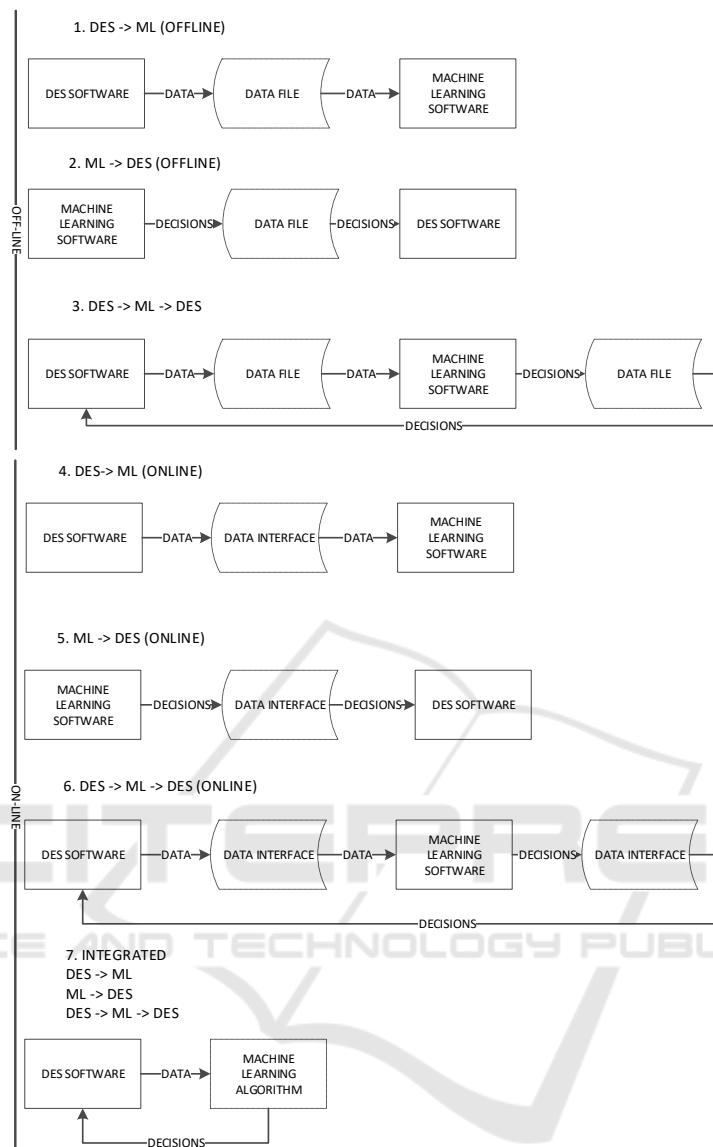 1. DES -> ML (OFFLINE)
DES SOFTWARE
DATA
DATA FILE
DATA
MACHINE
LEARNING
SOFTWARE
2. ML -> DES (OFFLINE)
MACHINE
LEARNING
SOFTWARE
DECISIONS
DATA FILE
DECISIONS
DES SOFTWARE
OFF-LINE
3. DES -> ML -> DES
DES SOFTWARE
DATA
DATA FILE
DATA
MACHINE
LEARNING
SOFTWARE
DECISIONS
DATA FILE
DECISIONS
4. DES-> ML (ONLINE)
DES SOFTWARE
DATA
DATA INTERFACE
DATA
MACHINE
LEARNING
SOFTWARE
5. ML -> DES (ONLINE)
MACHINE
LEARNING
SOFTWARE
DECISIONS
DATA INTERFACE
DECISIONS
DES SOFTWARE
ON-LINE
6. DES -> ML -> DES (ONLINE)
DES SOFTWARE
DATA
DATA INTERFACE
DATA
MACHINE
LEARNING
SOFTWARE
DECISIONS
DATA INTERFACE
DECISIONS
CITEPRE
CE AND TECHNOLOGY PUBL
7. INTEGRATED
DES -> ML
ML -> DES
DES -> ML -> DES
DES SOFTWARE
DATA
MACHINE
LEARNING
ALGORITHM
DECISIONS